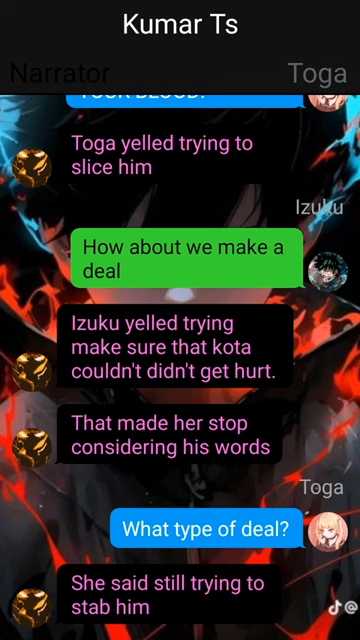 Kumar Ts
Narrator
Toga
YOUR BLOOD!
Toga yelled trying to
slice him
Izuku
How about we make a
deal
Izuku yelled trying
make sure that kota
couldn't didn't get hurt.
That made her stop
considering his words
Toga
What type of deal?
She said still trying to
stab him
@